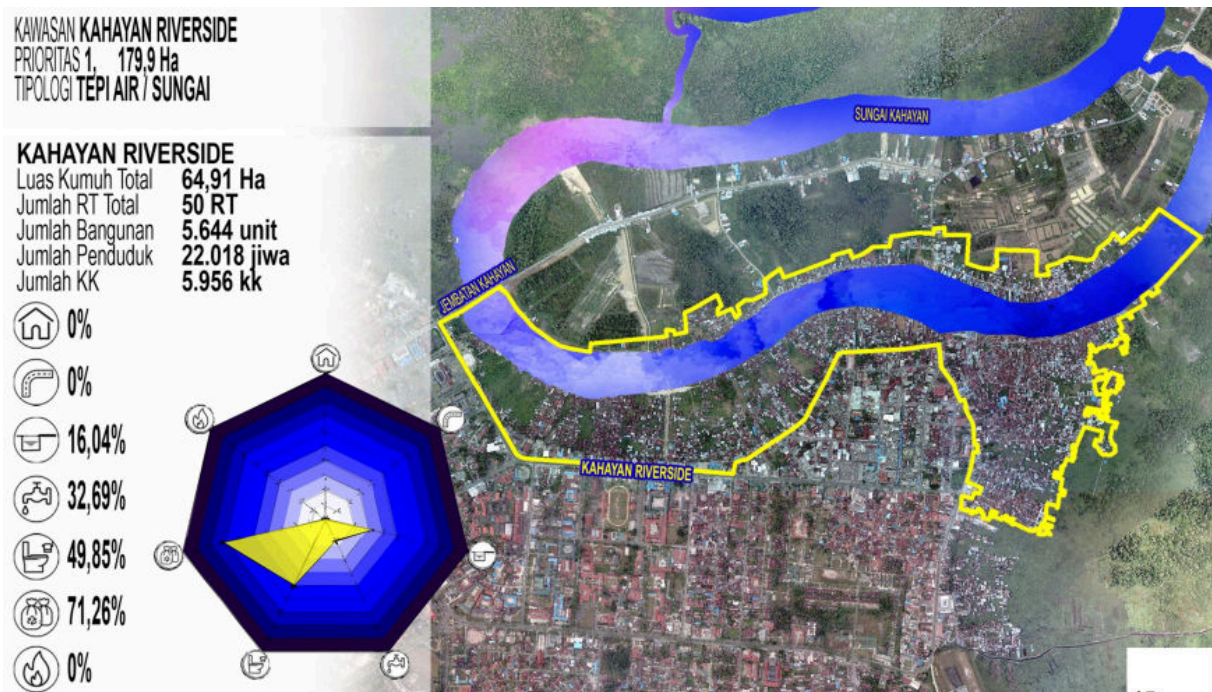 KAWASAN KAHAYAN RIVERSIDE
PRIORITAS 1, 179,9 Ha
TIPOLOGI TEPI AIR / SUNGAI
KAHAYAN RIVERSIDE
Luas Kumuh Total 64,91 Ha
Jumlah RT Total 50 RT
Jumlah Bangunan 5.644 unit
Jumlah Penduduk 22.018 jiwa
Jumlah KK 5.956 kk
0%
0%
16,04%
32,69%
49,85%
71,26%
0%
SUNGAI KAHAYAN
JEMBATAN KAHAYAN
KAHAYAN RIVERSIDE